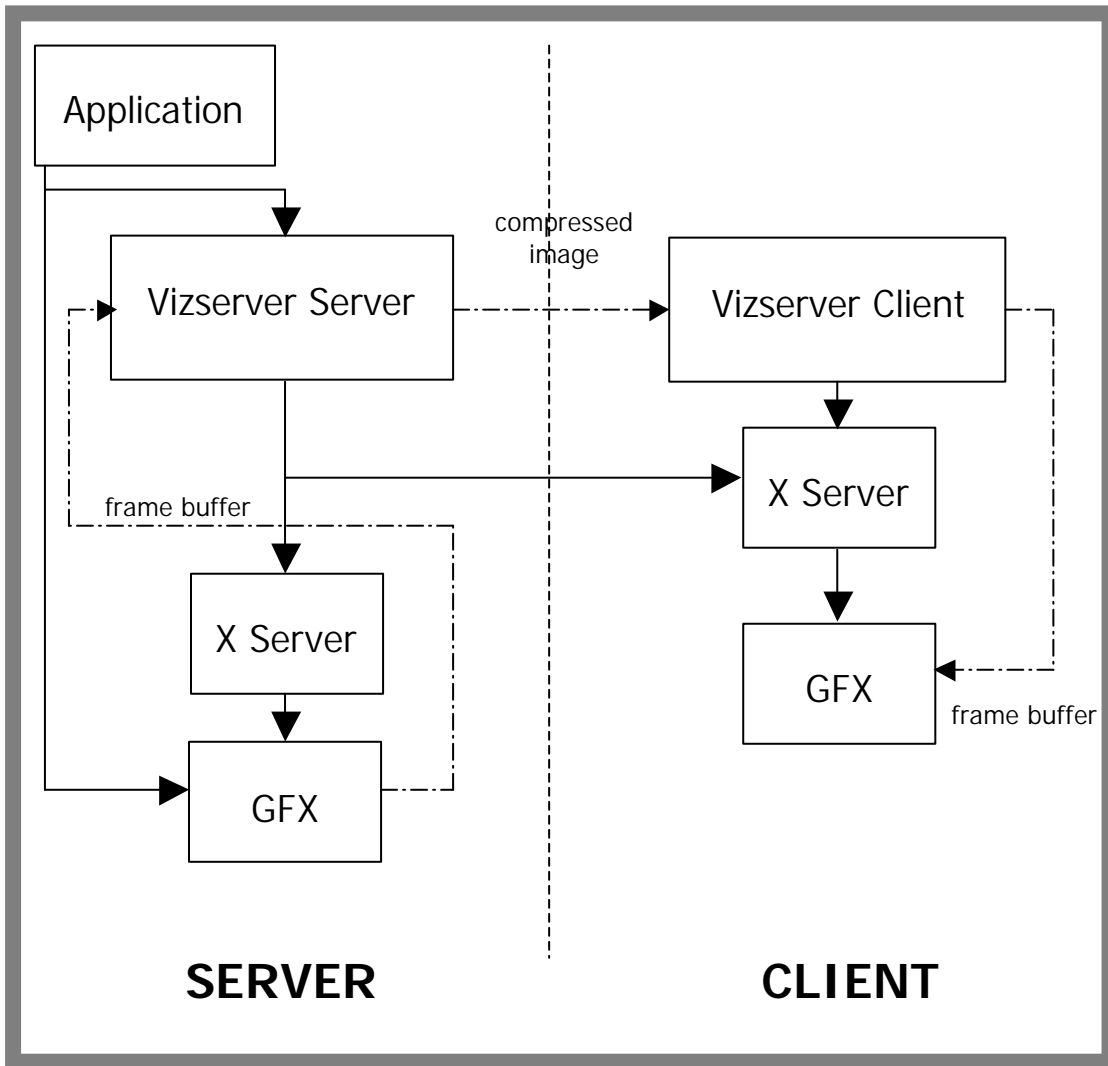 Application
compressed
image
Vizserver Server
Vizserver Client
X Server
frame buffer
X Server
GFX
frame buffer
GFX
SERVER
CLIENT